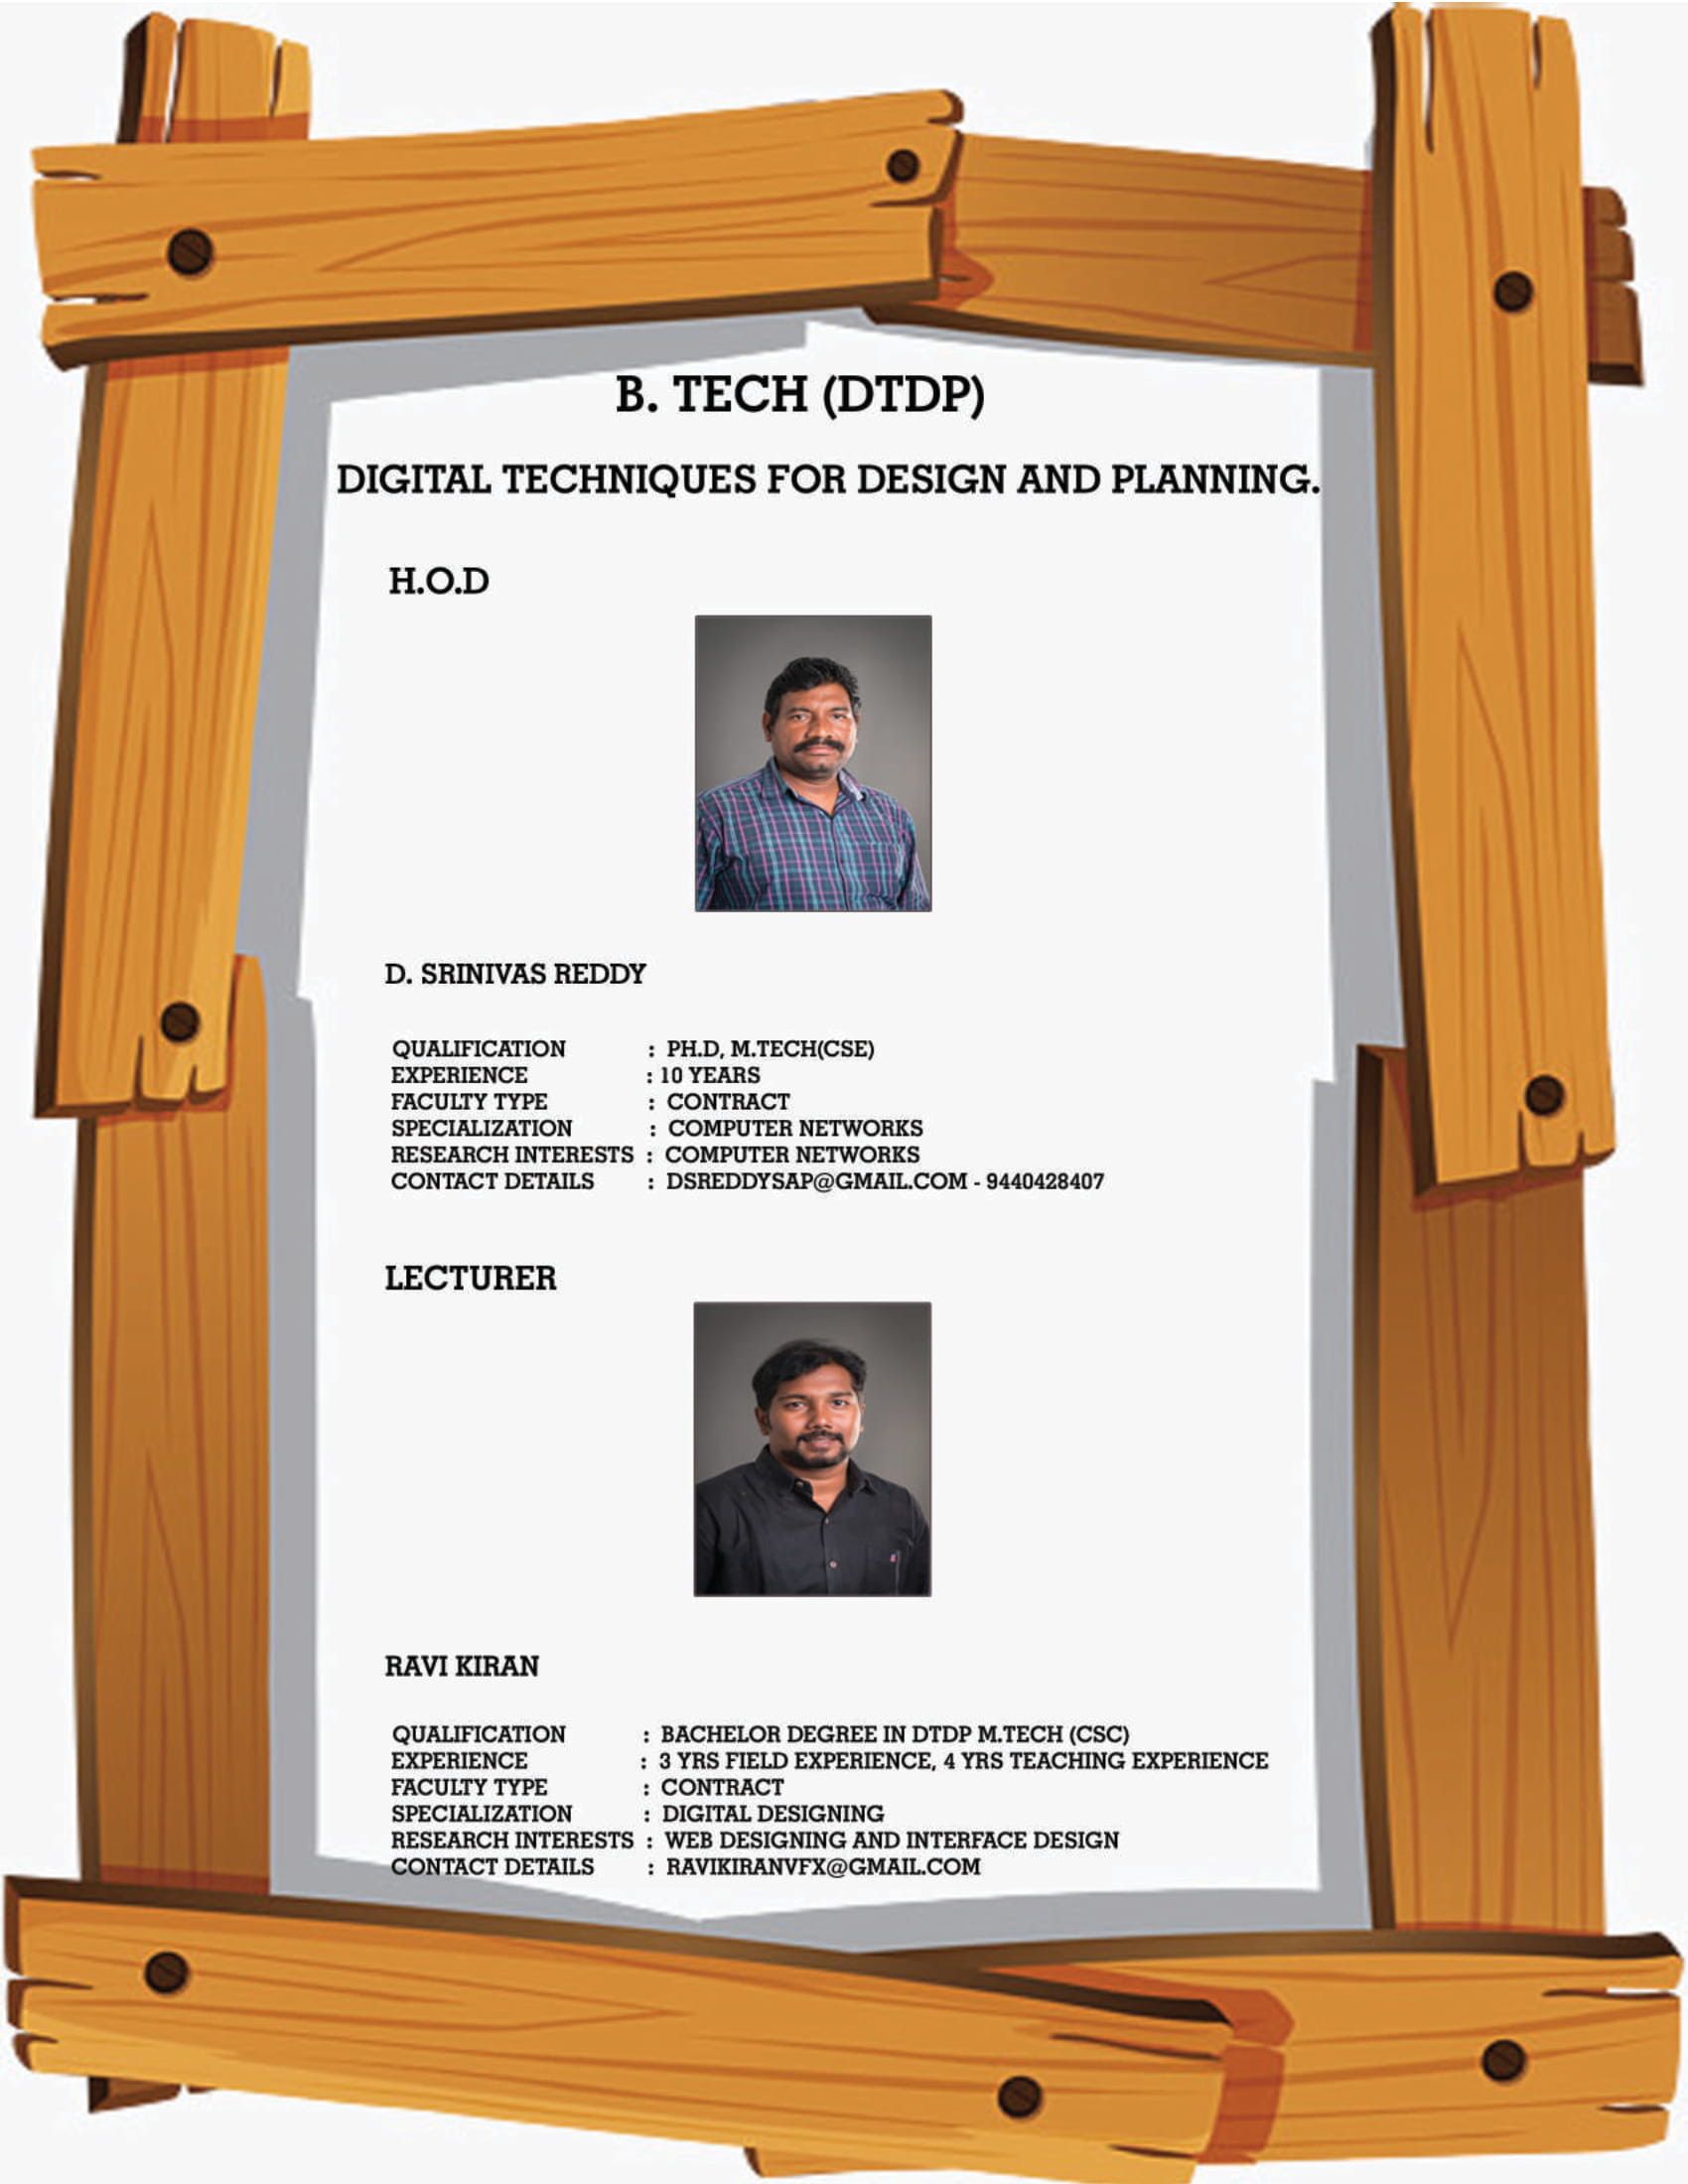 B. TECH (DTDP)
DIGITAL TECHNIQUES FOR DESIGN AND PLANNING.
H.O.D
D. SRINIVAS REDDY
QUALIFICATION : PH.D, M.TECH(CSE)
EXPERIENCE : 10 YEARS
FACULTY TYPE : CONTRACT
SPECIALIZATION : COMPUTER NETWORKS
RESEARCH INTERESTS : COMPUTER NETWORKS
CONTACT DETAILS : DSREDDYSAP@GMAIL.COM - 9440428407
LECTURER
RAVI KIRAN
QUALIFICATION : BACHELOR DEGREE IN DTDP M.TECH (CSC)
EXPERIENCE : 3 YRS FIELD EXPERIENCE, 4 YRS TEACHING EXPERIENCE
FACULTY TYPE : CONTRACT
SPECIALIZATION : DIGITAL DESIGNING
RESEARCH INTERESTS : WEB DESIGNING AND INTERFACE DESIGN
CONTACT DETAILS : RAVIKIRANVFX@GMAIL.COM